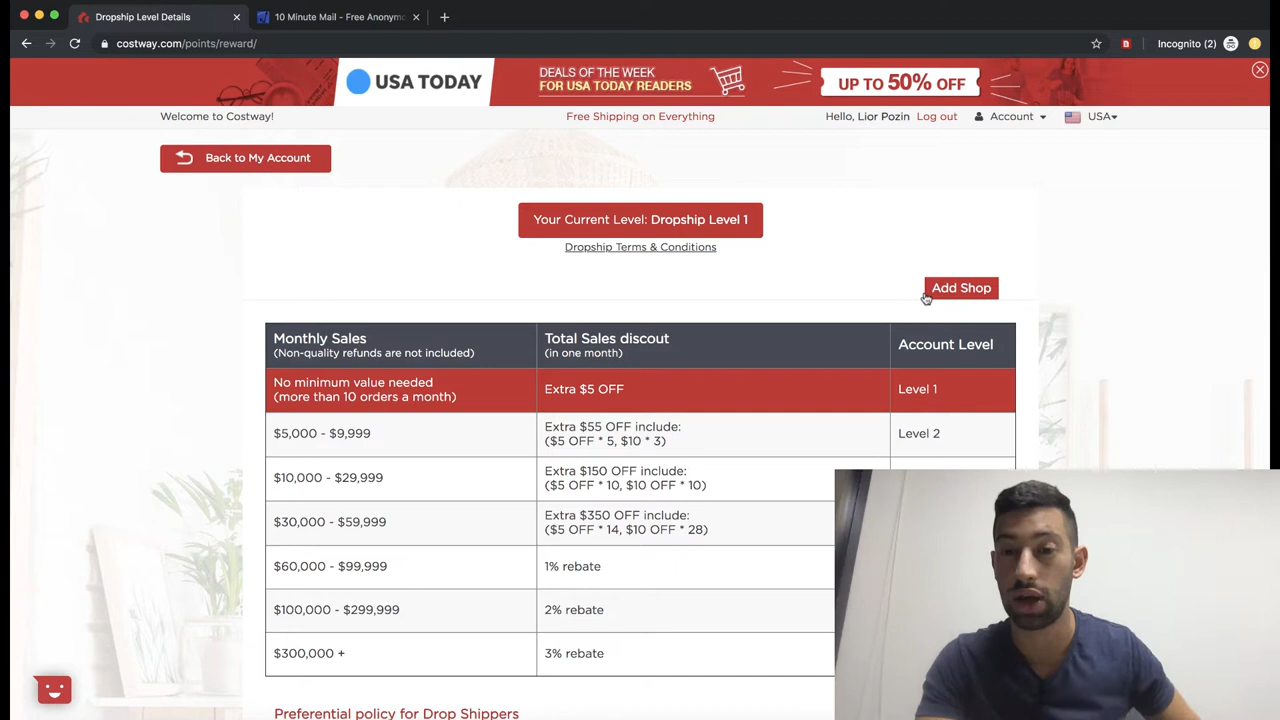 Dropship Level Details
10 Minute Mail - Free Anonymo
costway.com/points/reward/
Incognito (2)
USA TODAY
DEALS OF THE WEEK
FOR USA TODAY READERS
UP TO 50% OFF
Welcome to Costway!
Free Shipping on Everything
Hello, Lior Pozin Log out
Account
USA
Back to My Account
Your Current Level: Dropship Level 1
Dropship Terms & Conditions
Add Shop
Monthly Sales
(Non-quality refunds are not included)
Total Sales discout
(in one month)
Account Level
No minimum value needed
(more than 10 orders a month)
Extra $5 OFF
Level 1
$5,000 - $9,999
Extra $55 OFF include:
($5 OFF * 5, $10 * 3)
Level 2
$10,000 - $29,999
Extra $150 OFF include:
($5 OFF * 10, $10 OFF * 10)
$30,000 - $59,999
Extra $350 OFF include:
($5 OFF * 14, $10 OFF * 28)
$60,000 - $99,999
1% rebate
$100,000 - $299,999
2% rebate
$300,000 +
3% rebate
Preferential policy for Drop Shippers